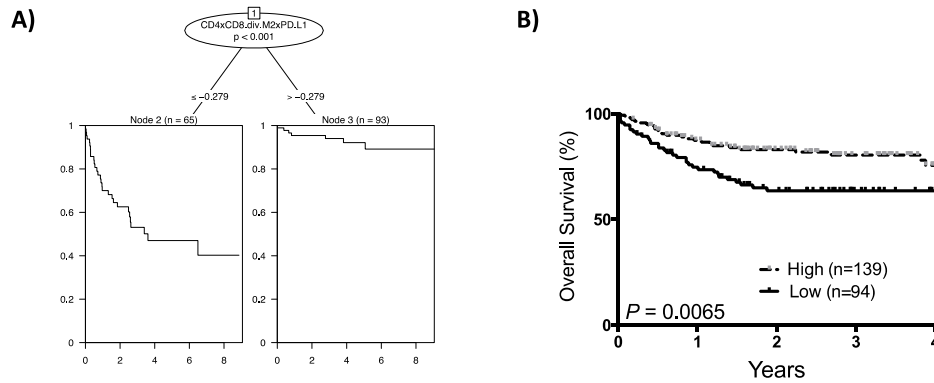 A)
1
CD4xCD8.div.M2xPD.L1
p < 0.001
≤ −0.279
> −0.279
Node 2 (n = 65)
Node 3 (n = 93)
1
0.8
0.6
0.4
0.2
0
0 2 4 6 8
1
0.8
0.6
0.4
0.2
0
0 2 4 6 8
B)
Overall Survival (%)
100
50
0
High (n=139)
Low (n=94)
P = 0.0065
0 1 2 3 4
Years